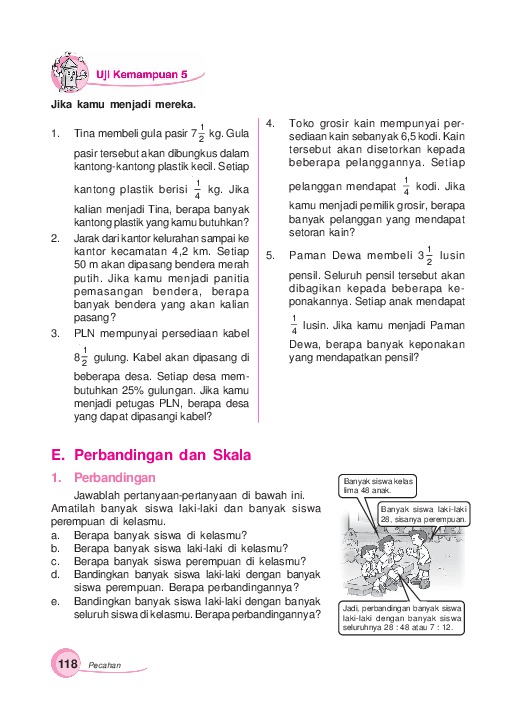 Uji Kemampuan 5
Jika kamu menjadi mereka.
1. Tina membeli gula pasir 7 1/2 kg. Gula
pasir tersebut akan dibungkus dalam
kantong-kantong plastik kecil. Setiap
kantong plastik berisi 1/4 kg. Jika
kalian menjadi Tina, berapa banyak
kantong plastik yang kamu butuhkan?
2. Jarak dari kantor kelurahan sampai ke
kantor kecamatan 4,2 km. Setiap
50 m akan dipasang bendera merah
putih. Jika kamu menjadi panitia
pemasangan bendera, berapa
banyak bendera yang akan kalian
pasang?
3. PLN mempunyai persediaan kabel
8 1/2 gulung. Kabel akan dipasang di
beberapa desa. Setiap desa mem-
butuhkan 25% gulungan. Jika kamu
menjadi petugas PLN, berapa desa
yang dapat dipasangi kabel?
4. Toko grosir kain mempunyai per-
sediaan kain sebanyak 6,5 kodi. Kain
tersebut akan disetorkan kepada
beberapa pelanggannya. Setiap
pelanggan mendapat 1/4 kodi. Jika
kamu menjadi pemilik grosir, berapa
banyak pelanggan yang mendapat
setoran kain?
5. Paman Dewa membeli 3 1/2 lusin
pensil. Seluruh pensil tersebut akan
dibagikan kepada beberapa ke-
ponakannya. Setiap anak mendapat
1/4 lusin. Jika kamu menjadi Paman
Dewa, berapa banyak keponakan
yang mendapatkan pensil?
E. Perbandingan dan Skala
1. Perbandingan
Jawablah pertanyaan-pertanyaan di bawah ini.
Amatilah banyak siswa laki-laki dan banyak siswa
perempuan di kelasmu.
a. Berapa banyak siswa di kelasmu?
b. Berapa banyak siswa laki-laki di kelasmu?
c. Berapa banyak siswa perempuan di kelasmu?
d. Bandingkan banyak siswa laki-laki dengan banyak
siswa perempuan. Berapa perbandingannya?
e. Bandingkan banyak siswa laki-laki dengan banyak
seluruh siswa di kelasmu. Berapa perbandingannya?
Banyak siswa kelas
lima 48 anak.
Banyak siswa laki-laki
28, sisanya perempuan.
Jadi, perbandingan banyak siswa
laki-laki dengan banyak siswa
seluruhnya 28 : 48 atau 7 : 12.
118 Pecahan